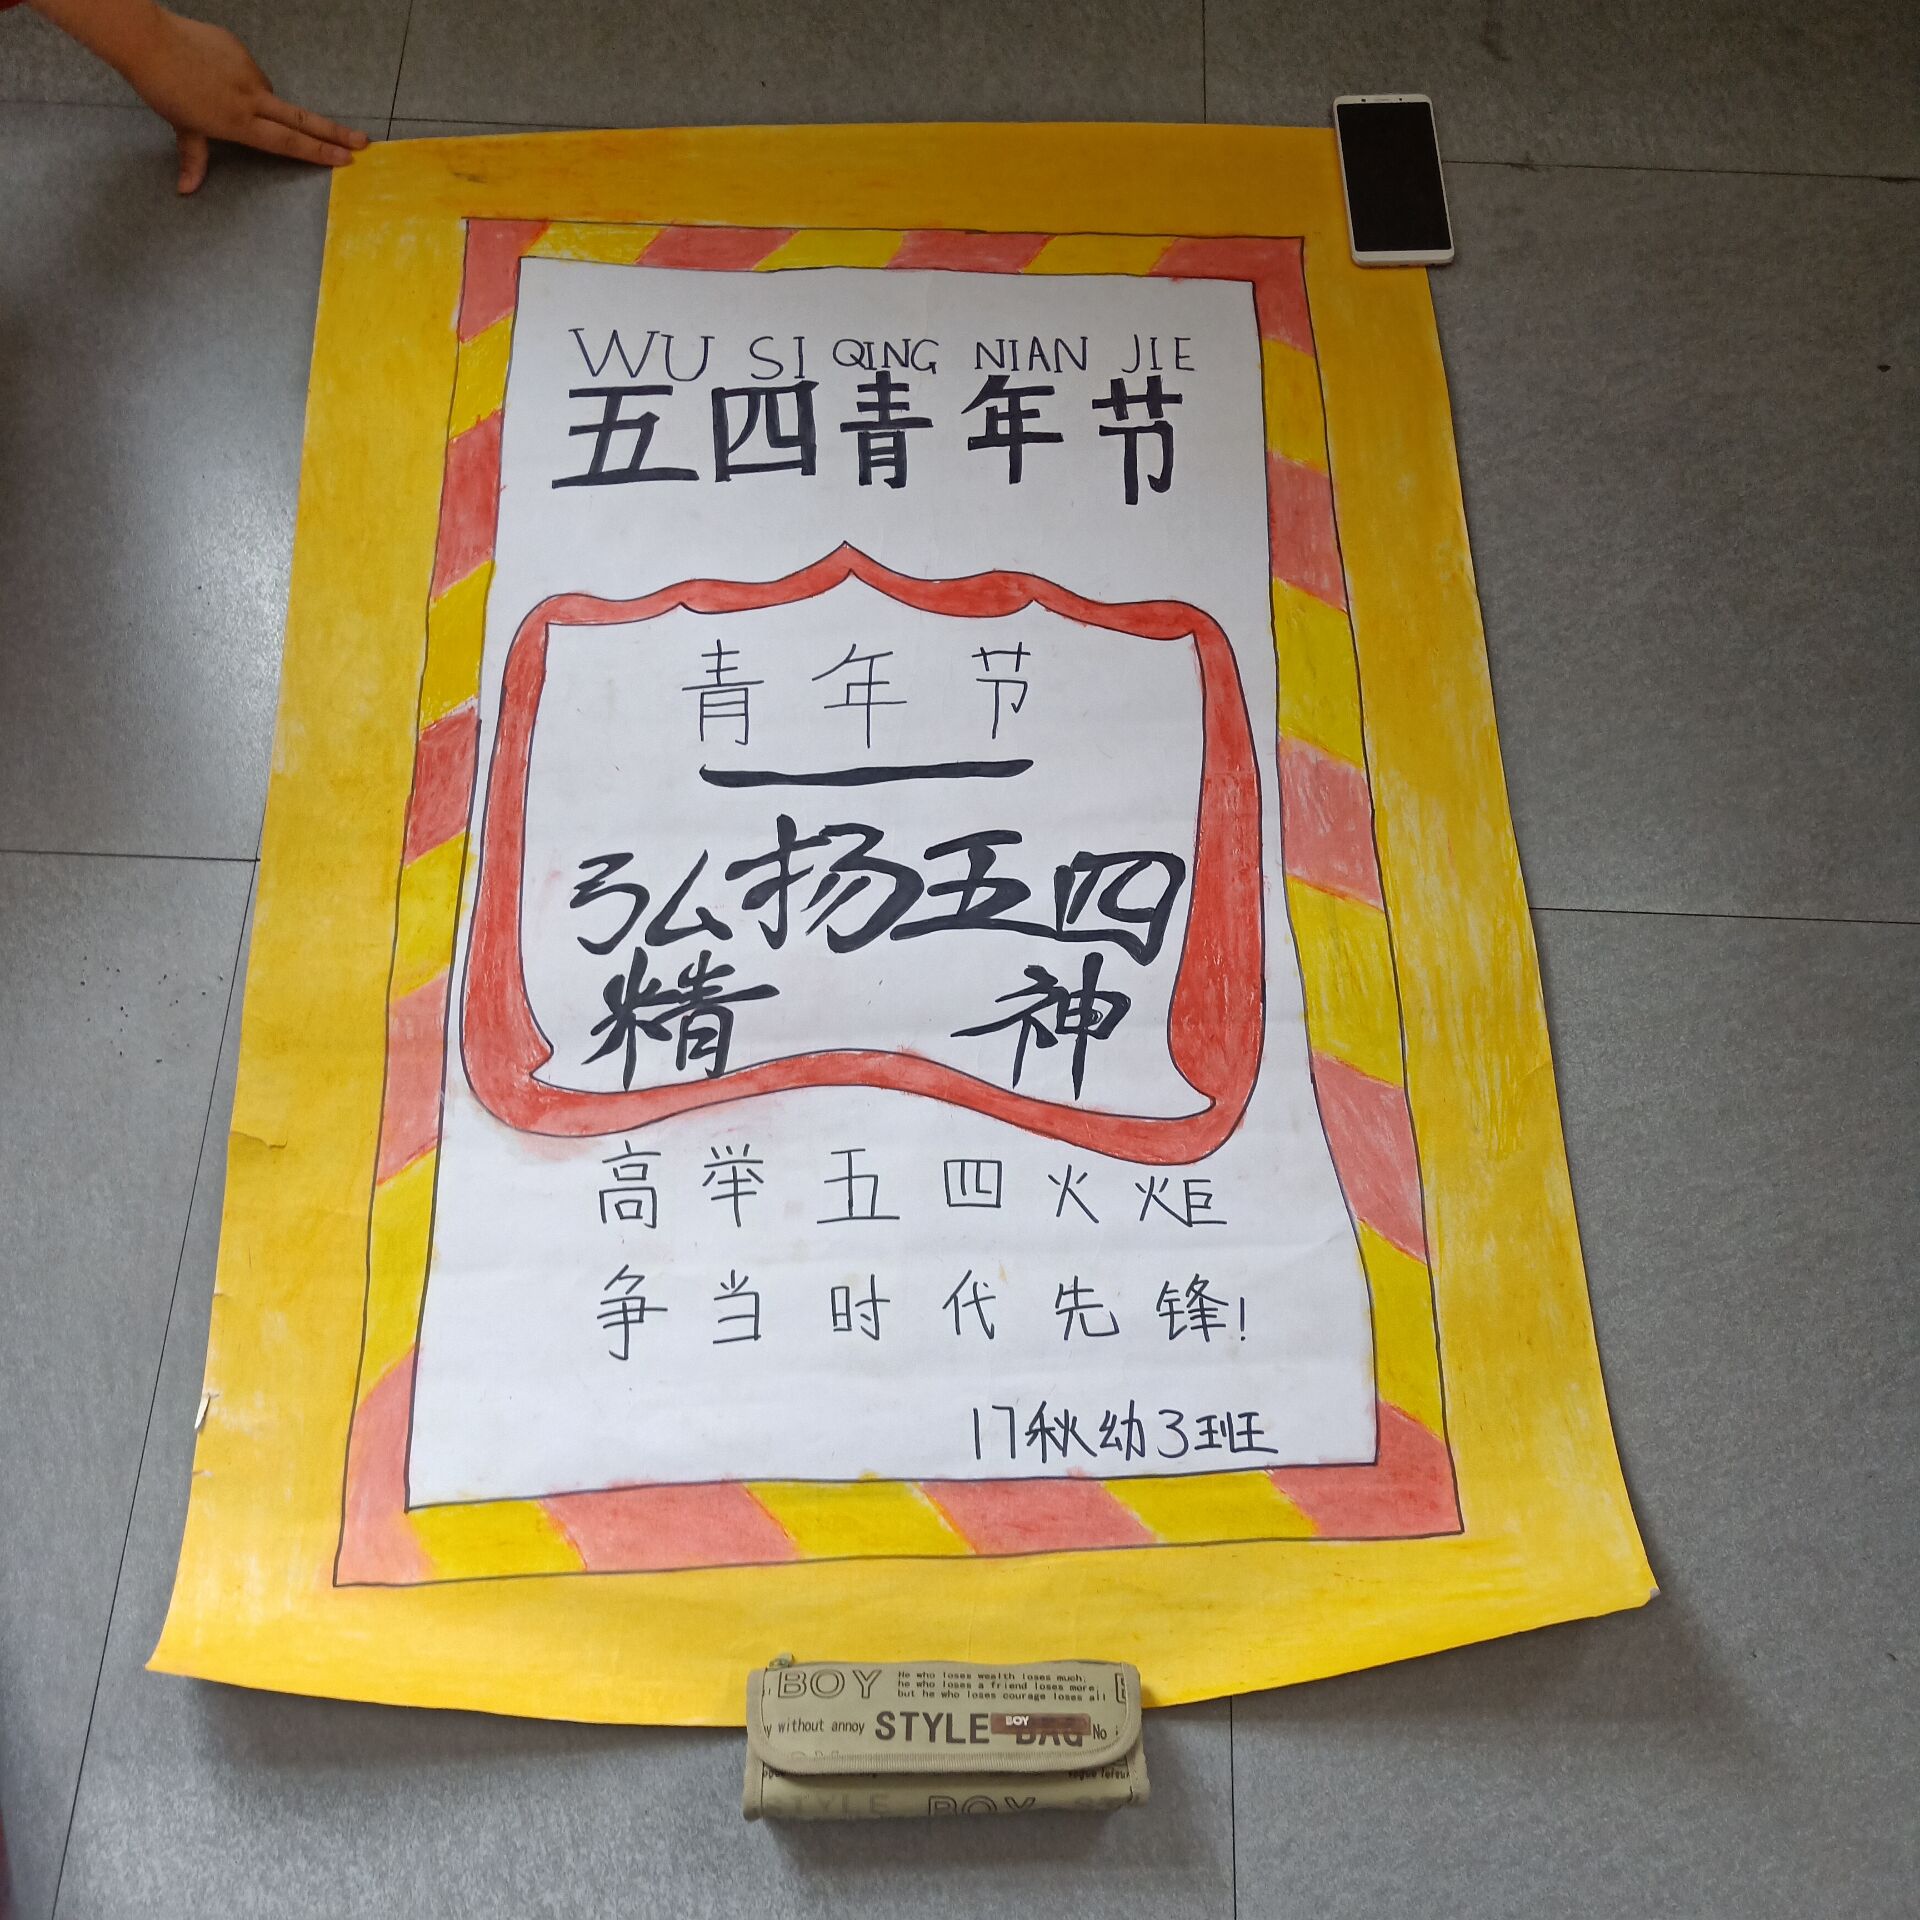 WU SI QING NIAN JIE
五四青年节
青年节
弘扬五四
精神
高举五四火炬
争当时代先锋!
17秋幼3班
BOY
He who loses wealth loses much;
he who loses a friend loses more,
but he who loses courage loses all
without annoy STYLE BAG No
BOY
STYLE BOY